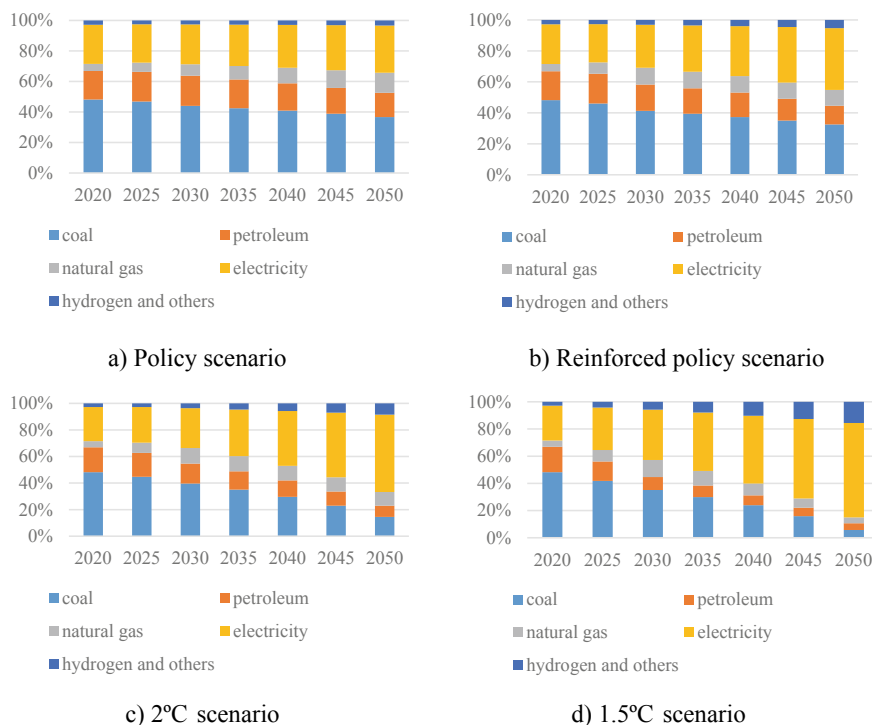 100%
80%
60%
40%
20%
0%
2020 2025 2030 2035 2040 2045 2050
coal petroleum
natural gas electricity
hydrogen and others
a) Policy scenario
100%
80%
60%
40%
20%
0%
2020 2025 2030 2035 2040 2045 2050
coal petroleum
natural gas electricity
hydrogen and others
b) Reinforced policy scenario
100%
80%
60%
40%
20%
0%
2020 2025 2030 2035 2040 2045 2050
coal petroleum
natural gas electricity
hydrogen and others
c) 2°C scenario
100%
80%
60%
40%
20%
0%
2020 2025 2030 2035 2040 2045 2050
coal petroleum
natural gas electricity
hydrogen and others
d) 1.5°C scenario